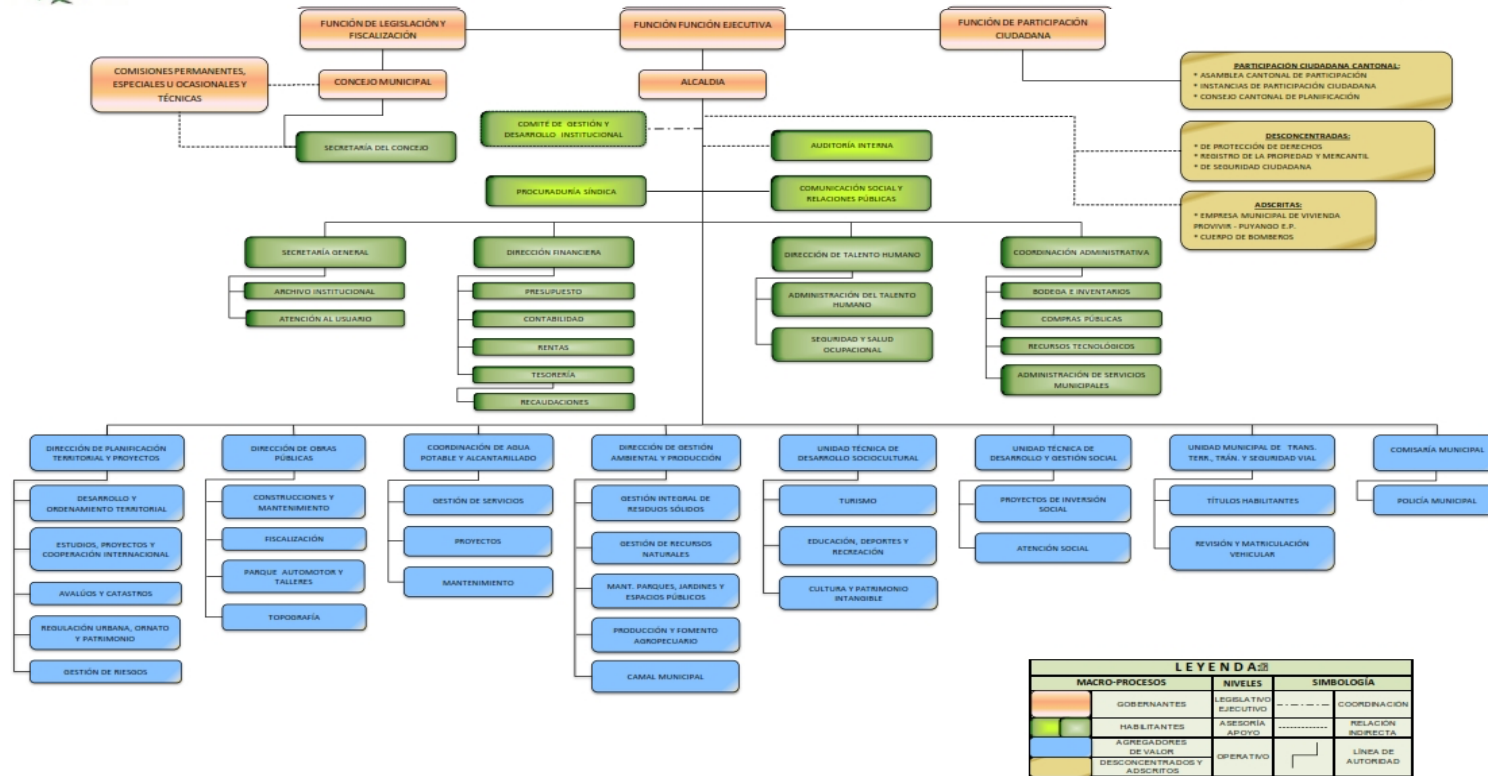 FUNCIÓN DE LEGISLACIÓN Y
FISCALIZACIÓN
FUNCIÓN FUNCIÓN EJECUTIVA
FUNCIÓN DE PARTICIPACIÓN
CIUDADANA
COMISIONES PERMANENTES,
ESPECIALES U OCASIONALES Y
TÉCNICAS
CONCEJO MUNICIPAL
ALCALDIA
PARTICIPACIÓN CIUDADANA CANTONAL:
* ASAMBLEA CANTONAL DE PARTICIPACIÓN
* INSTANCIAS DE PARTICIPACIÓN CIUDADANA
* CONSEJO CANTONAL DE PLANIFICACIÓN
COMITÉ DE GESTIÓN Y
DESARROLLO INSTITUCIONAL
SECRETARÍA DEL CONCEJO
AUDITORÍA INTERNA
DESCONCENTRADAS:
* DE PROTECCIÓN DE DERECHOS
* REGISTRO DE LA PROPIEDAD Y MERCANTIL
* DE SEGURIDAD CIUDADANA
PROCURADURÍA SÍNDICA
COMUNICACIÓN SOCIAL Y
RELACIONES PÚBLICAS
ADSCRITAS:
* EMPRESA MUNICIPAL DE VIVIENDA
PROVIVIR - PUYANGO E.P.
* CUERPO DE BOMBEROS
SECRETARÍA GENERAL
ARCHIVO INSTITUCIONAL
ATENCIÓN AL USUARIO
DIRECCIÓN FINANCIERA
PRESUPUESTO
CONTABILIDAD
RENTAS
TESORERÍA
RECAUDACIONES
DIRECCIÓN DE TALENTO HUMANO
ADMINISTRACIÓN DEL TALENTO
HUMANO
SEGURIDAD Y SALUD
OCUPACIONAL
COORDINACIÓN ADMINISTRATIVA
BODEGA E INVENTARIOS
COMPRAS PÚBLICAS
RECURSOS TECNOLÓGICOS
ADMINISTRACIÓN DE SERVICIOS
MUNICIPALES
DIRECCIÓN DE PLANIFICACIÓN
TERRITORIAL Y PROYECTOS
DESARROLLO Y
ORDENAMIENTO TERRITORIAL
ESTUDIOS, PROYECTOS Y
COOPERACIÓN INTERNACIONAL
AVALÚOS Y CATASTROS
REGULACIÓN URBANA, ORNATO
Y PATRIMONIO
GESTIÓN DE RIESGOS
DIRECCIÓN DE OBRAS
PÚBLICAS
CONSTRUCCIONES Y
MANTENIMIENTO
FISCALIZACIÓN
PARQUE AUTOMOTOR Y
TALLERES
TOPOGRAFÍA
COORDINACIÓN DE AGUA
POTABLE Y ALCANTARILLADO
GESTIÓN DE SERVICIOS
PROYECTOS
MANTENIMIENTO
DIRECCIÓN DE GESTIÓN
AMBIENTAL Y PRODUCCIÓN
GESTIÓN INTEGRAL DE
RESIDUOS SÓLIDOS
GESTIÓN DE RECURSOS
NATURALES
MANT. PARQUES, JARDINES Y
ESPACIOS PÚBLICOS
PRODUCCIÓN Y FOMENTO
AGROPECUARIO
CAMAL MUNICIPAL
UNIDAD TÉCNICA DE
DESARROLLO SOCIOCULTURAL
TURISMO
EDUCACIÓN, DEPORTES Y
RECREACIÓN
CULTURA Y PATRIMONIO
INTANGIBLE
UNIDAD TÉCNICA DE
DESARROLLO Y GESTIÓN SOCIAL
PROYECTOS DE INVERSIÓN
SOCIAL
ATENCIÓN SOCIAL
UNIDAD MUNICIPAL DE TRANS.
TERR., TRÁN. Y SEGURIDAD VIAL
TÍTULOS HABILITANTES
REVISIÓN Y MATRICULACIÓN
VEHICULAR
COMISARÍA MUNICIPAL
POLICÍA MUNICIPAL
LEYENDA
MACRO-PROCESOS NIVELES SIMBOLOGÍA
GOBERNANTES LEGISLATIVO EJECUTIVO COORDINACIÓN
HABILITANTES ASESORÍA APOYO RELACIÓN INDIRECTA
AGREGADORES DE VALOR OPERATIVO LÍNEA DE AUTORIDAD
DESCONCENTRADOS Y ADSCRITOS